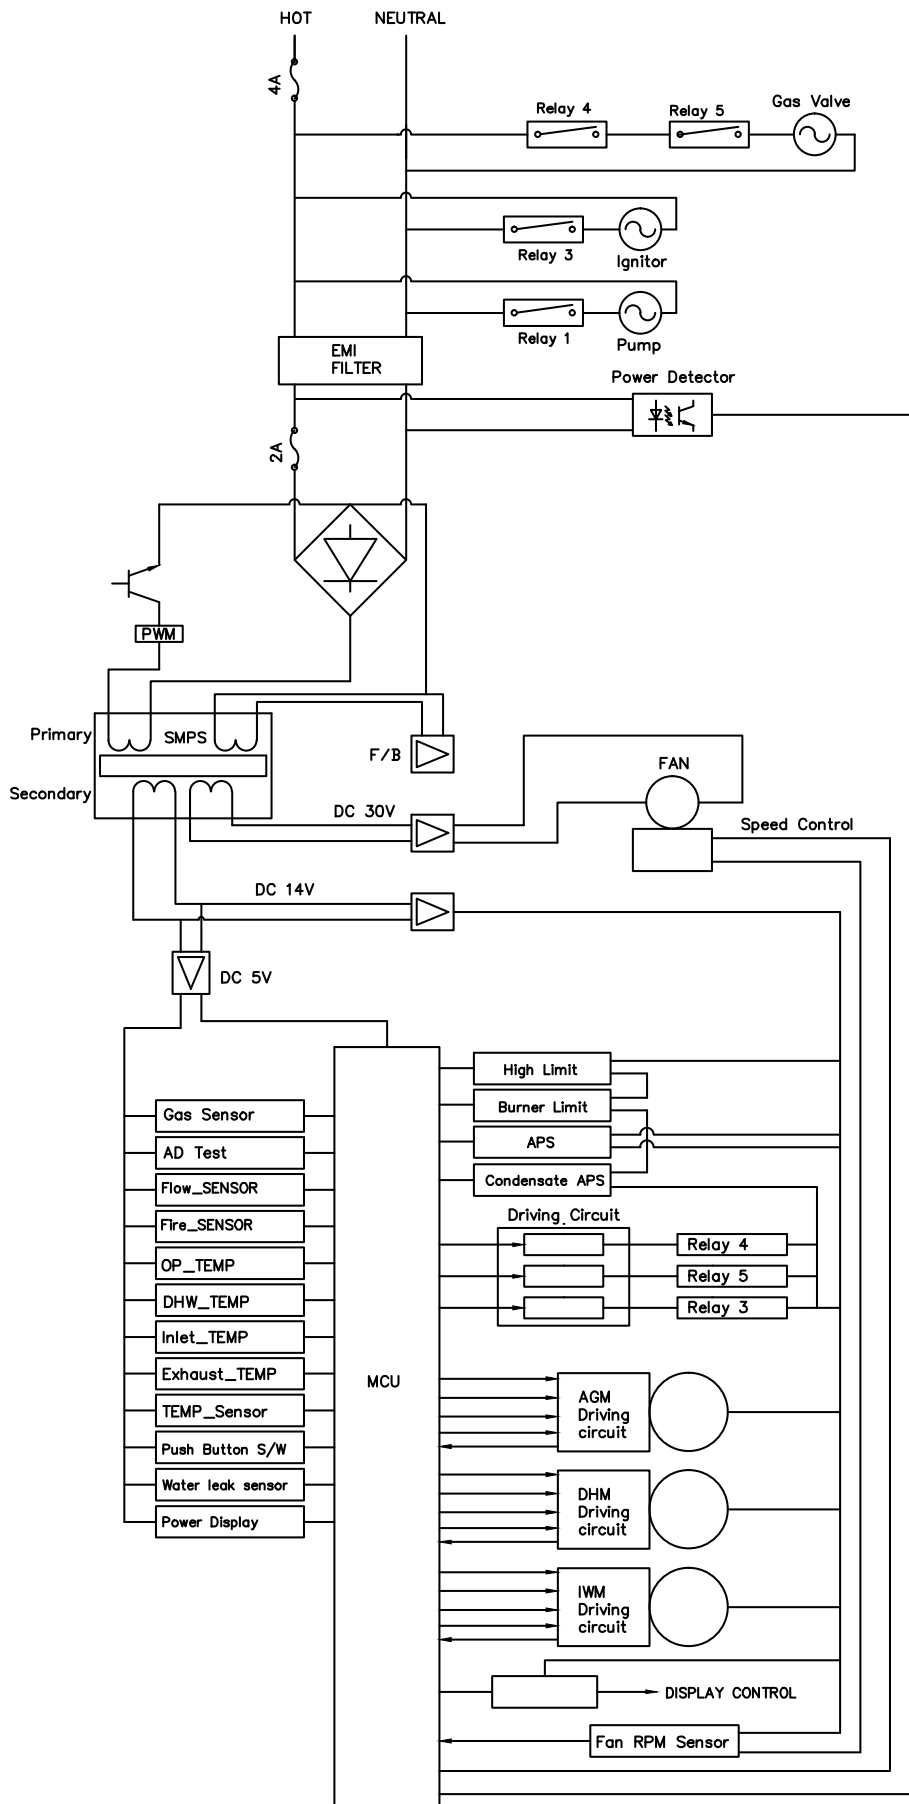 HOT
NEUTRAL
4A
Relay 4
Relay 5
Gas Valve
Relay 3
Ignitor
Relay 1
Pump
EMI
FILTER
Power Detector
2A
PWM
Primary
SMPS
F/B
Secondary
DC 30V
FAN
Speed Control
DC 14V
DC 5V
High Limit
Burner Limit
APS
Condensate APS
Gas Sensor
AD Test
Flow_SENSOR
Fire_SENSOR
OP_TEMP
DHW_TEMP
Inlet_TEMP
Exhaust_TEMP
TEMP_Sensor
Push Button S/W
Water leak sensor
Power Display
MCU
Driving Circuit
Relay 4
Relay 5
Relay 3
AGM
Driving
circuit
DHM
Driving
circuit
IWM
Driving
circuit
DISPLAY CONTROL
Fan RPM Sensor